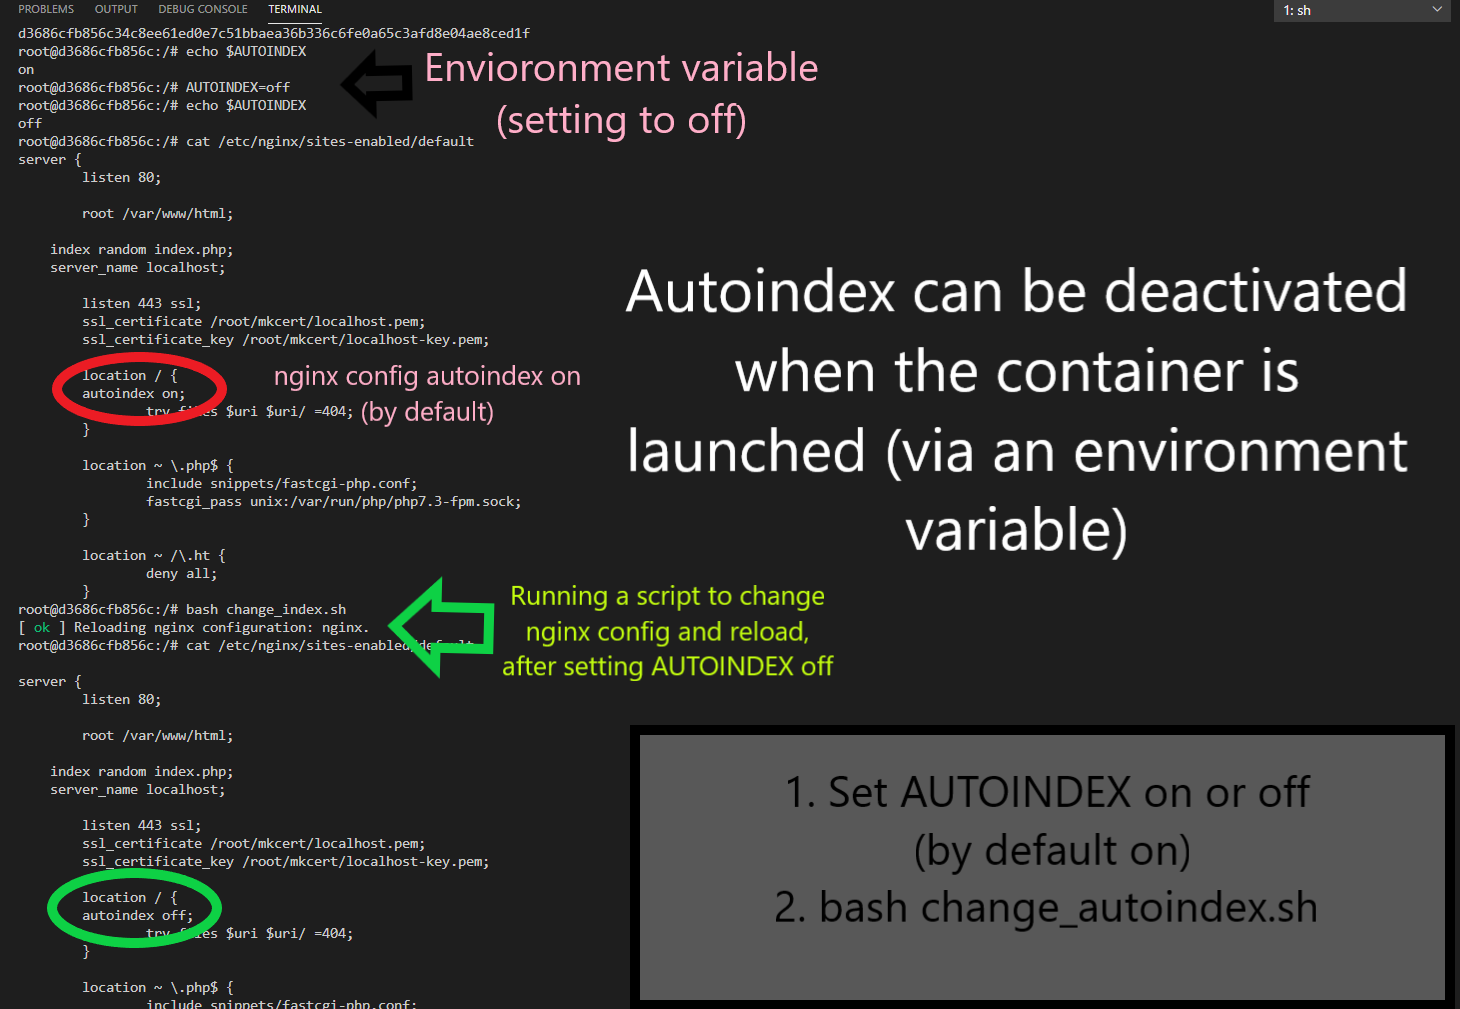 PROBLEMS OUTPUT DEBUG CONSOLE TERMINAL 1: sh
d3686cfb856c34c8ee61ed0e7c51bbaea36b336c6fe0a65c3afd8e04ae8ced1f
root@d3686cfb856c:/# echo $AUTOINDEX
on
root@d3686cfb856c:/# AUTOINDEX=off
root@d3686cfb856c:/# echo $AUTOINDEX
off
Envioronment variable
(setting to off)
root@d3686cfb856c:/# cat /etc/nginx/sites-enabled/default
server {
listen 80;
root /var/www/html;
index random index.php;
server_name localhost;
listen 443 ssl;
ssl_certificate /root/mkcert/localhost.pem;
ssl_certificate_key /root/mkcert/localhost-key.pem;
location / {
autoindex on;
try_files $uri $uri/ =404;
}
nginx config autoindex on
(by default)
location ~ \.php$ {
include snippets/fastcgi-php.conf;
fastcgi_pass unix:/var/run/php/php7.3-fpm.sock;
}
location ~ /\.ht {
deny all;
}
Autoindex can be deactivated
when the container is
launched (via an environment
variable)
root@d3686cfb856c:/# bash change_index.sh
[ ok ] Reloading nginx configuration: nginx.
root@d3686cfb856c:/# cat /etc/nginx/sites-enabled/default
Running a script to change
nginx config and reload,
after setting AUTOINDEX off
server {
listen 80;
root /var/www/html;
index random index.php;
server_name localhost;
listen 443 ssl;
ssl_certificate /root/mkcert/localhost.pem;
ssl_certificate_key /root/mkcert/localhost-key.pem;
location / {
autoindex off;
try_files $uri $uri/ =404;
}
location ~ \.php$ {
include snippets/fastcgi-php.conf;
1. Set AUTOINDEX on or off
(by default on)
2. bash change_autoindex.sh